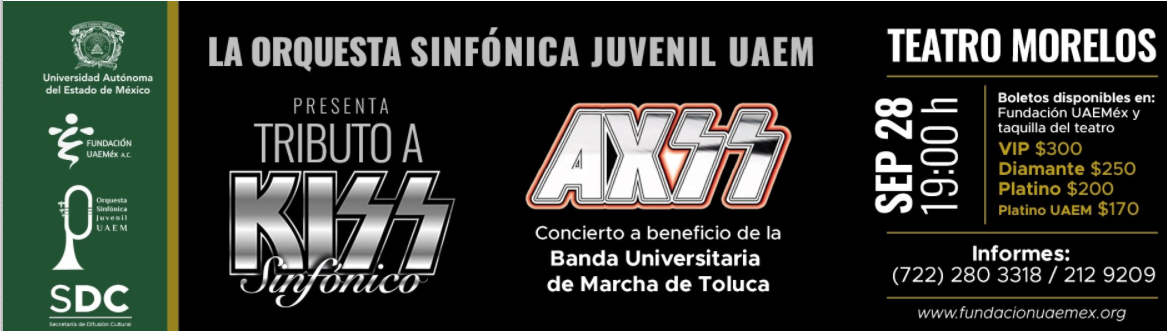 Universidad Autónoma
del Estado de México
FUNDACIÓN
UAEMéx A.C.
Orquesta
Sinfónica
Juvenil
UAEM
SDC
Secretaría de Difusión Cultural
LA ORQUESTA SINFÓNICA JUVENIL UAEM
PRESENTA
TRIBUTO A
KISS
Sinfónico
AXSS
Concierto a beneficio de la
Banda Universitaria
de Marcha de Toluca
TEATRO MORELOS
SEP 28
19:00 h
Boletos disponibles en:
Fundación UAEMéx y
taquilla del teatro
VIP $300
Diamante $250
Platino $200
Platino UAEM $170
Informes:
(722) 280 3318 / 212 9209
www.fundacionuaemex.org